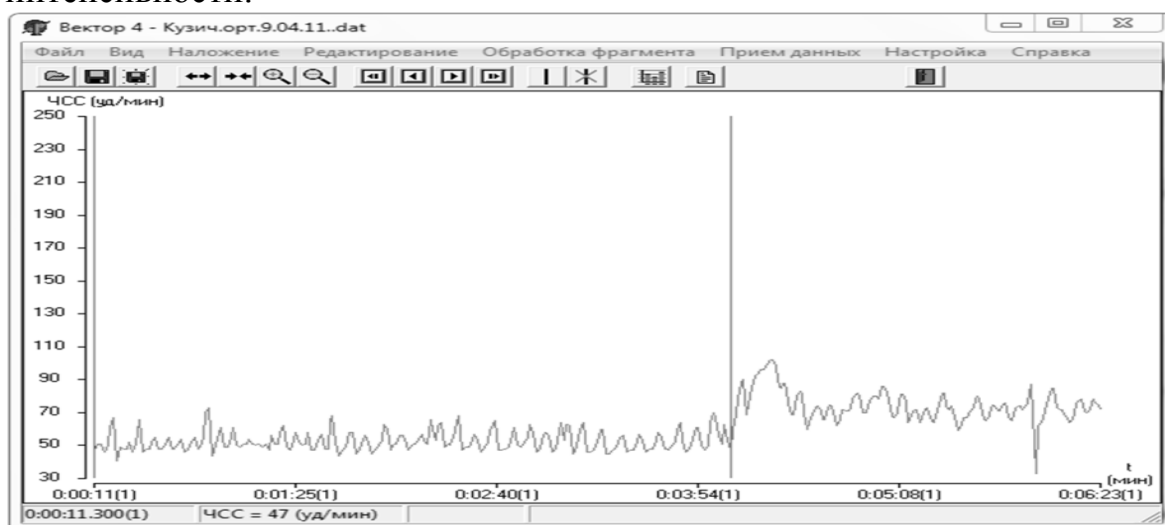 интенсивности.
Вектор 4 - Кузич.орт.9.04.11..dat
Файл Вид Наложение Редактирование Обработка фрагмента Прием данных Настройка Справка
ЧСС (уд/мин)
250
230
210
190
170
150
130
110
90
70
50
30
t
(мин)
0:00:11(1) 0:01:25(1) 0:02:40(1) 0:03:54(1) 0:05:08(1) 0:06:23(1)
0:00:11.300(1) ЧСС = 47 (уд/мин)